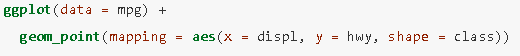 ggplot(data = mpg) +
geom_point(mapping = aes(x = displ, y = hwy, shape = class))